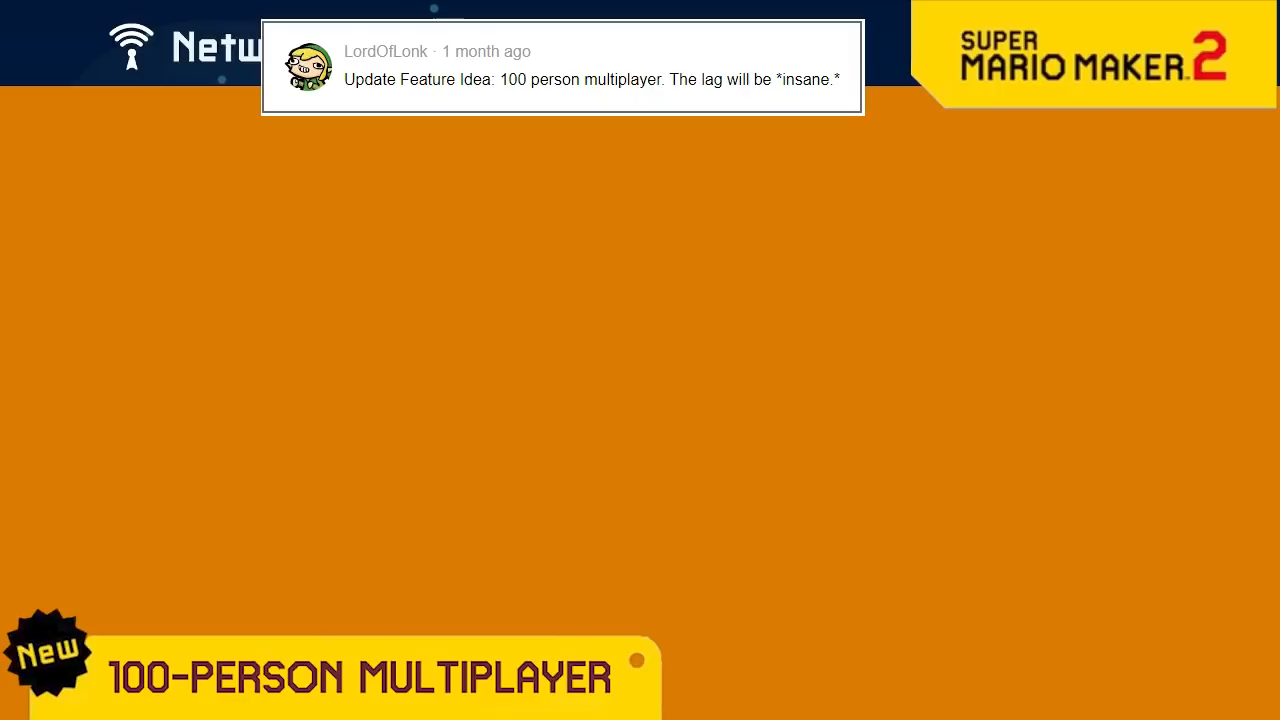 Netw
LordOfLonk · 1 month ago
Update Feature Idea: 100 person multiplayer. The lag will be *insane.*
SUPER
MARIO MAKER™ 2
New
100-PERSON MULTIPLAYER